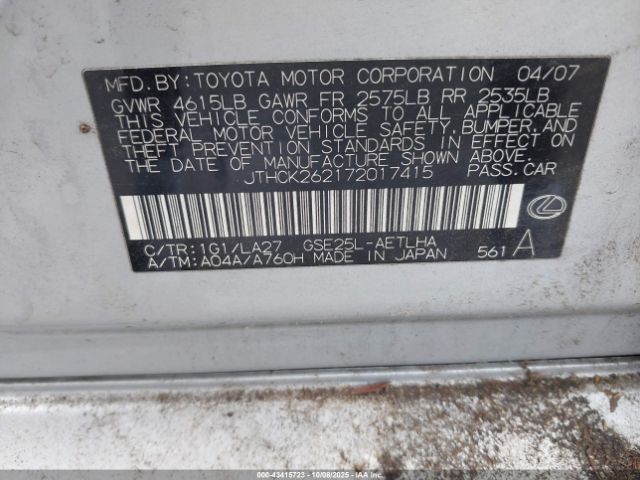 MFD.BY:TOYOTA MOTOR CORPORATION 04/07
GVWR 4615LB GAWR FR 2575LB RR 2535LB
THIS VEHICLE CONFORMS TO ALL APPLICABLE
FEDERAL MOTOR VEHICLE SAFETY,BUMPER,AND
THEFT PREVENTION STANDARDS IN EFFECT ON
THE DATE OF MANUFACTURE SHOWN ABOVE.
JTHCK262172017415 PASS.CAR
C/TR:1G1/LA27 GSE25L-AETLHA
A/TM:A04A/A760H MADE IN JAPAN 561 A
000-43415723 | 10/08/2025 - COPART